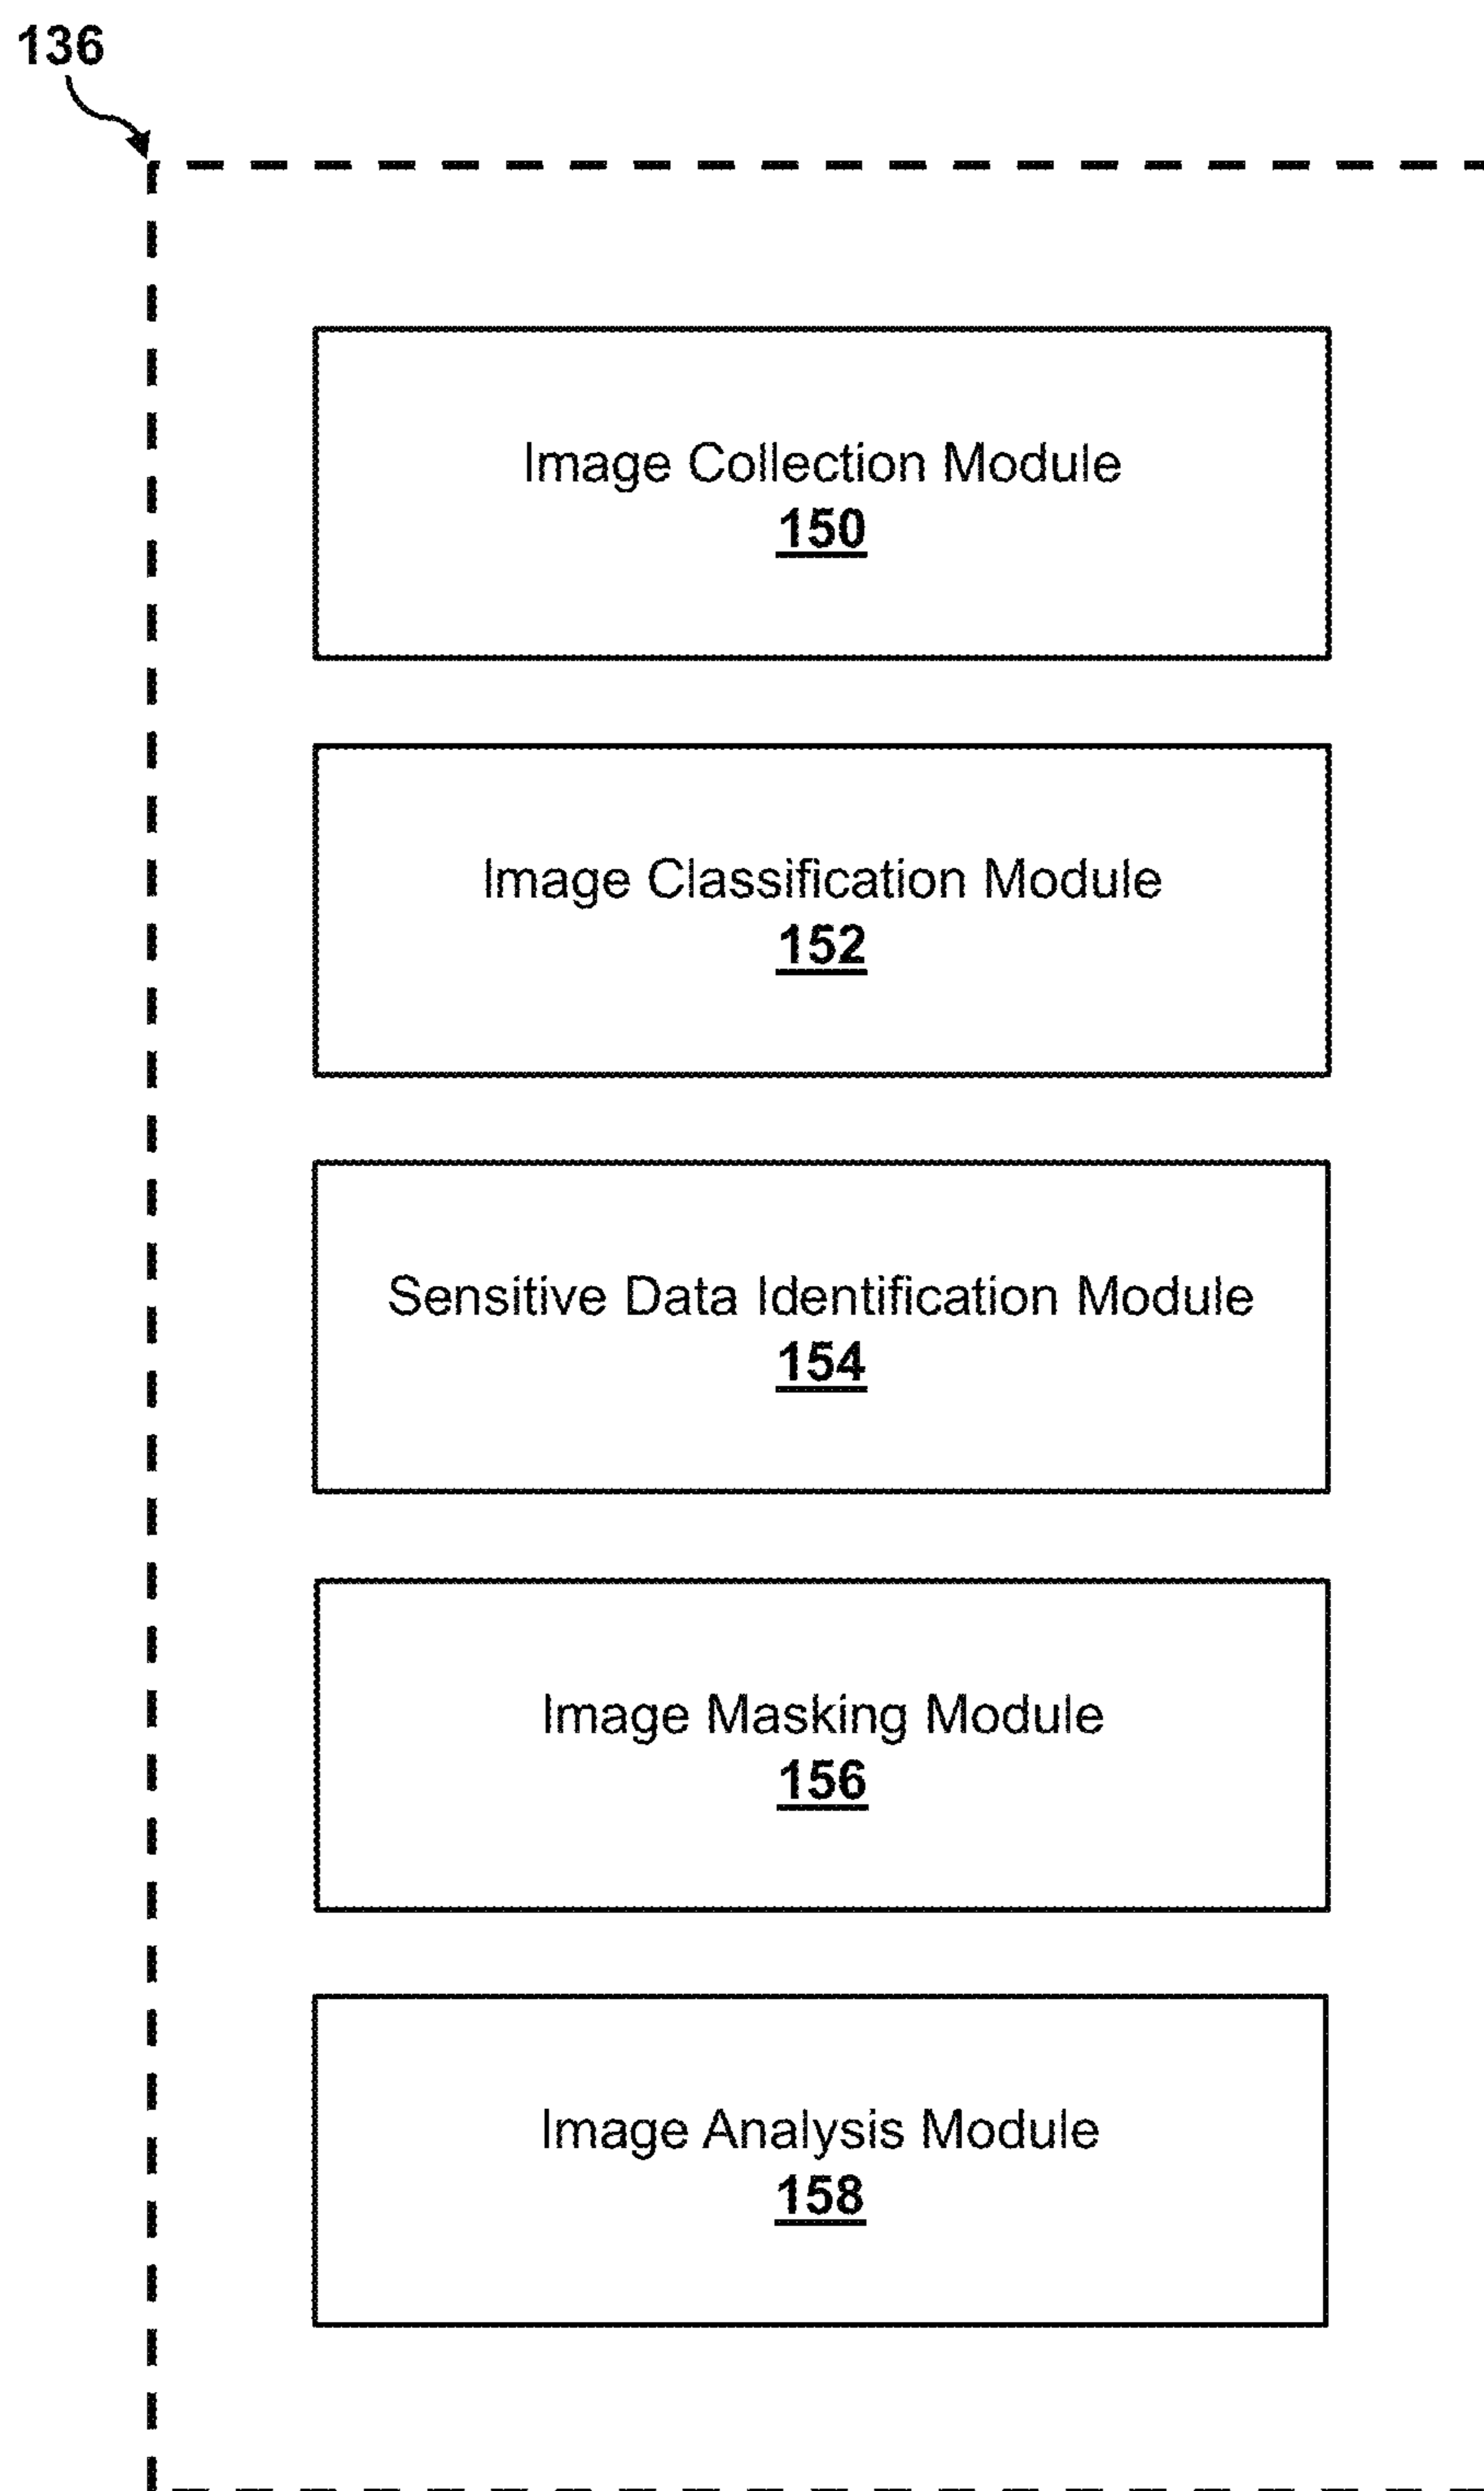 136
Image Collection Module
150
Image Classification Module
152
Sensitive Data Identification Module
154
Image Masking Module
156
Image Analysis Module
158